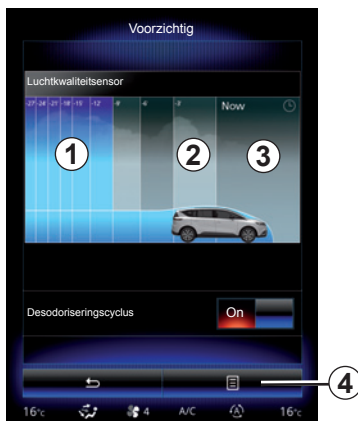 Voorzichtig
Luchtkwaliteitsensor
-27' -24' -21' -18' -15' -12' -9' -6' -3' Now
1 2 3
Desodoriseringscyclus On
4
16°c 4 A/C 16°c